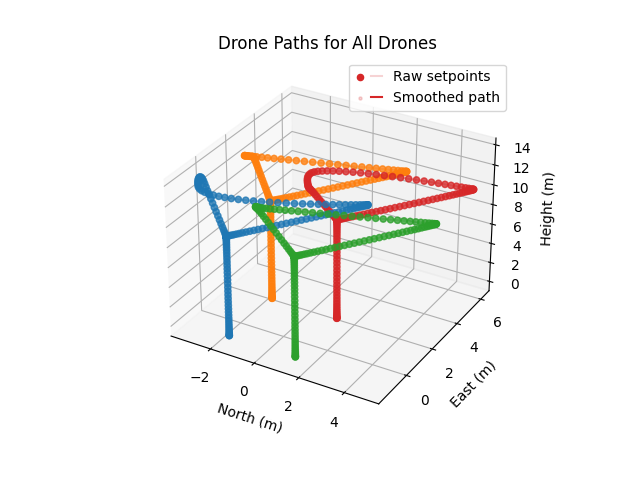 Drone Paths for All Drones
Raw setpoints
Smoothed path
14
12
10
8
6
4
2
0
Height (m)
6
4
2
0
East (m)
−2
0
2
4
North (m)